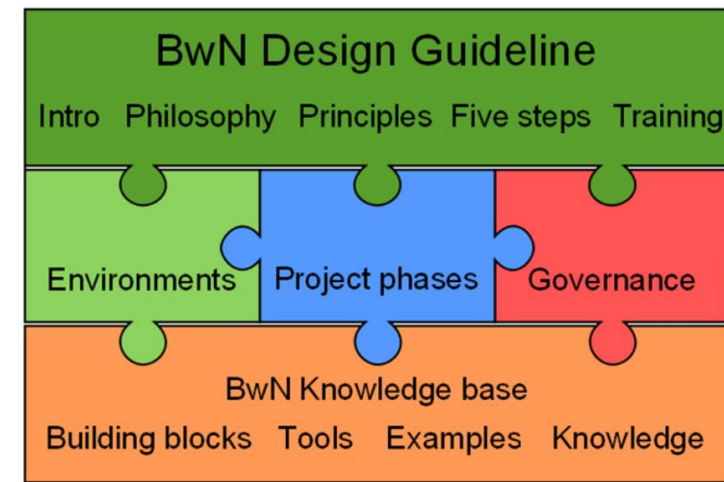 BwN Design Guideline
Intro Philosophy Principles Five steps Training
Environments Project phases Governance
BwN Knowledge base
Building blocks Tools Examples Knowledge